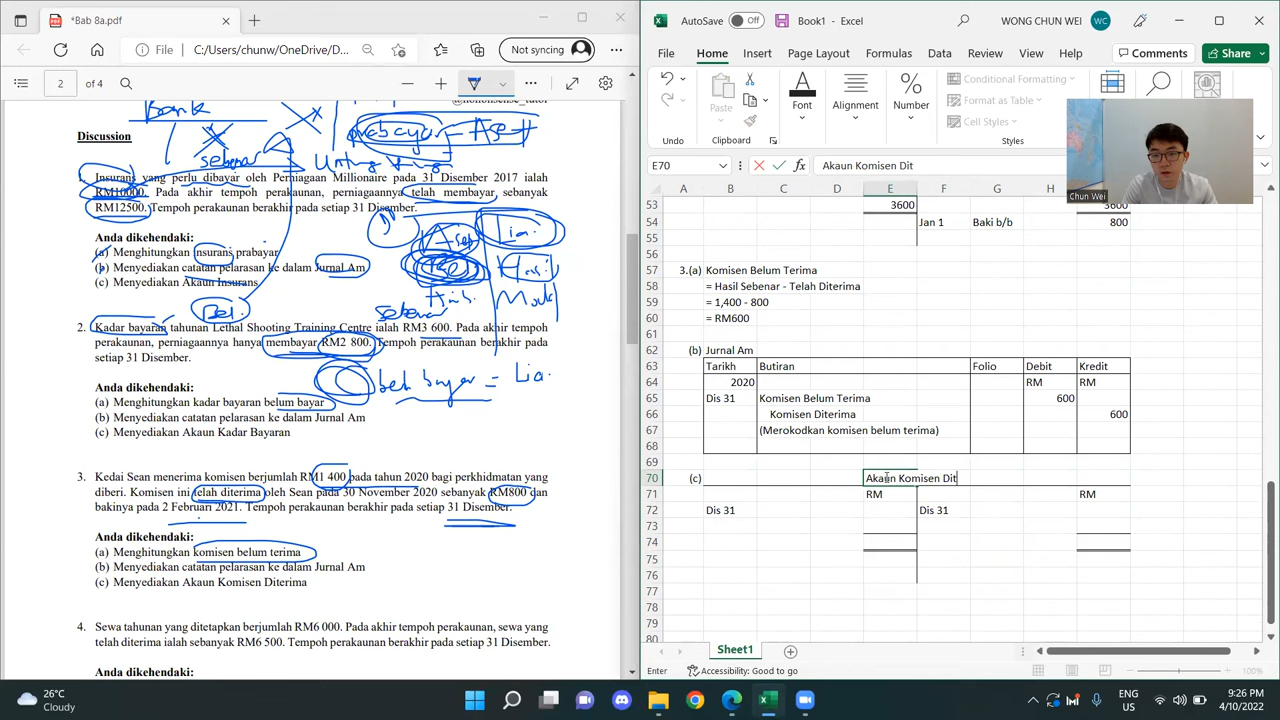 *Bab 8a.pdf
File
C:/Users/chunw/OneDrive/D...
Not syncing
2
of 4
Bank
@nononsense_tutor
Discussion
prabayar = Aset
sebenar
Untung
1. Insurans yang perlu dibayar oleh Perniagaan Millionaire pada 31 Disember 2017 ialah
RM10000. Pada akhir tempoh perakaunan, perniagaannya telah membayar sebanyak
RM12500. Tempoh perakaunan berakhir pada setiap 31 Disember.
Anda dikehendaki:
(a) Menghitungkan insurans prabayar
(b) Menyediakan catatan pelarasan ke dalam Jurnal Am
(c) Menyediakan Akaun Insurans
Lia.
Bel.
sebenar
2. Kadar bayaran tahunan Lethal Shooting Training Centre ialah RM3 600. Pada akhir tempoh
perakaunan, perniagaannya hanya membayar RM2 800. Tempoh perakaunan berakhir pada
setiap 31 Disember.
Anda dikehendaki:
(a) Menghitungkan kadar bayaran belum bayar
(b) Menyediakan catatan pelarasan ke dalam Jurnal Am
(c) Menyediakan Akaun Kadar Bayaran
blm bayar = Lia.
3. Kedai Sean menerima komisen berjumlah RM1 400 pada tahun 2020 bagi perkhidmatan yang
diberi. Komisen ini telah diterima oleh Sean pada 30 November 2020 sebanyak RM800 dan
bakinya pada 2 Februari 2021. Tempoh perakaunan berakhir pada setiap 31 Disember.
Anda dikehendaki:
(a) Menghitungkan komisen belum terima
(b) Menyediakan catatan pelarasan ke dalam Jurnal Am
(c) Menyediakan Akaun Komisen Diterima
4. Sewa tahunan yang ditetapkan berjumlah RM6 000. Pada akhir tempoh perakaunan, sewa
yang telah diterima ialah sebanyak RM6 500. Tempoh perakaunan berakhir pada setiap 31 Disember.
Anda dikehendaki:
AutoSave Off Book1 - Excel WONG CHUN WEI WC
File Home Insert Page Layout Formulas Data Review View Help Comments Share
Undo Paste Clipboard Font Alignment Number
Conditional Formatting
Format as Table
Cell Styles
Styles
Chun Wei
E70 Akaun Komisen Dit
A B C D E F G H I
53 3600 3600
54 Jan 1 Baki b/b 800
55
56
57 3.(a) Komisen Belum Terima
58 = Hasil Sebenar - Telah Diterima
59 = 1,400 - 800
60 = RM600
61
62 (b) Jurnal Am
63 Tarikh Butiran Folio Debit Kredit
64 2020 RM RM
65 Dis 31 Komisen Belum Terima 600
66 Komisen Diterima 600
67 (Merokodkan komisen belum terima)
68
69
70 (c) Akaun Komisen Dit
71 RM RM
72 Dis 31 Dis 31
73
74
75
76
77
78
79
80
Sheet1
Enter Accessibility: Good to go 100%
26°C
Cloudy
ENG
US
9:26 PM
4/10/2022